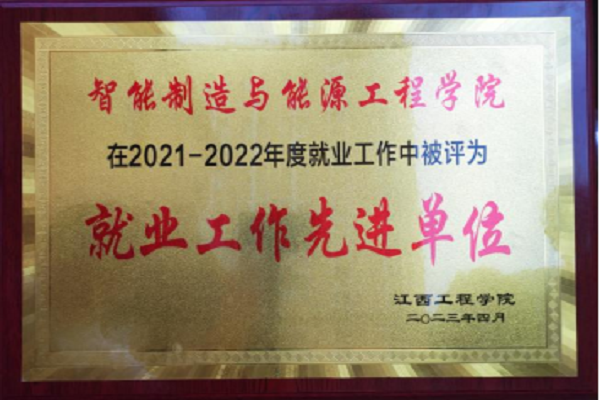 智能制造与能源工程学院
在2021-2022年度就业工作中被评为
就业工作先进单位
江西工程学院
二〇二三年四月